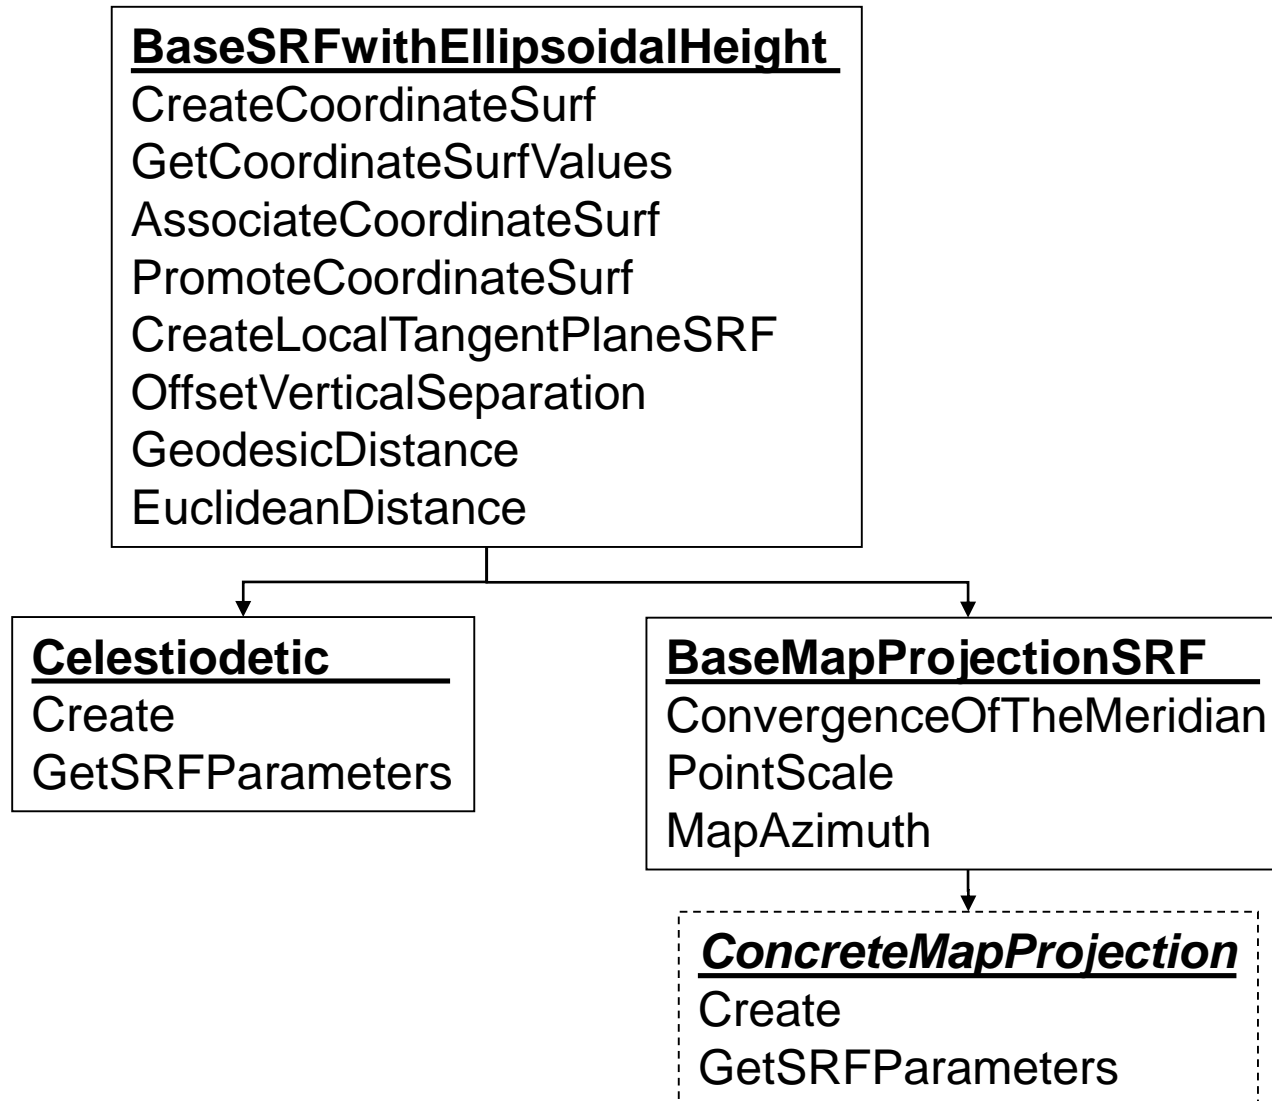 BaseSRFwithEllipsoidalHeight
CreateCoordinateSurf
GetCoordinateSurfValues
AssociateCoordinateSurf
PromoteCoordinateSurf
CreateLocalTangentPlaneSRF
OffsetVerticalSeparation
GeodesicDistance
EuclideanDistance
Celestiodetic
Create
GetSRFParameters
BaseMapProjectionSRF
ConvergenceOfTheMeridian
PointScale
MapAzimuth
ConcreteMapProjection
Create
GetSRFParameters